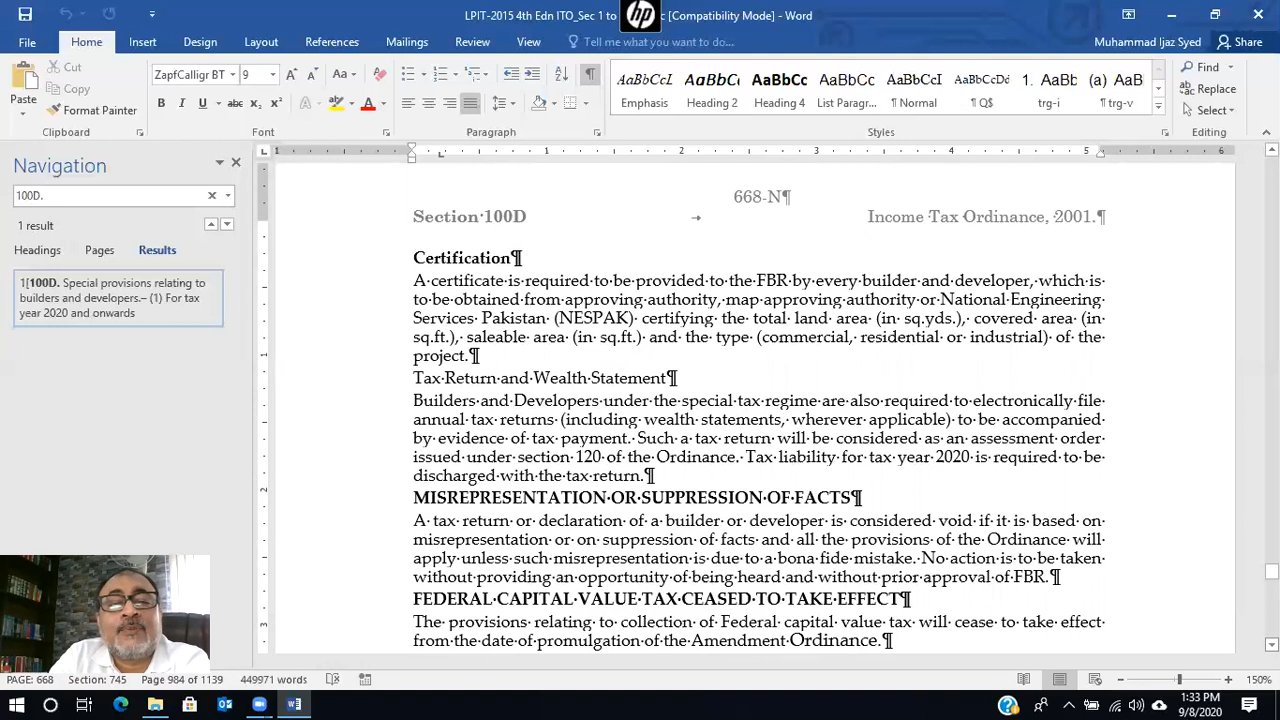 LPIT-2015 4th Edn ITO_Sec 1 to
c [Compatibility Mode] - Word
hp
File
Home
Insert
Design
Layout
References
Mailings
Review
View
Tell me what you want to do...
Muhammad Ijaz Syed
Share
Paste
Cut
Copy
Format Painter
Clipboard
ZapfCalligr BT
9
Aa
B I U abc x₂ x²
Font
Paragraph
AaBbCcL
AaBbCc
AaBbCc
AaBbCcDd
AaBbCcDd
AaBbCcDd
1. AaBb
(a) AaB
Emphasis
Heading 2
Heading
List Paragr...
¶ Normal
¶ Q$
trg-i
¶ trg-v
Styles
Find
Replace
Select
Editing
Navigation
100D.
1 result
Headings
Pages
Results
1[100D. Special provisions relating to
builders and developers.– (1) For tax
year 2020 and onwards
668-N¶
Section·100D → Income Tax Ordinance, 2001.¶
Certification¶
A certificate is required to be provided to the FBR by every builder and developer, which is
to be obtained from approving authority, map approving authority or National Engineering
Services Pakistan (NESPAK) certifying the total land area (in sq.yds.), covered area (in
sq.ft.), saleable area (in sq.ft.) and the type (commercial, residential or industrial) of the
project.¶
Tax·Return·and·Wealth·Statement¶
Builders and Developers under the special tax regime are also required to electronically file
annual tax returns (including wealth statements, wherever applicable) to be accompanied
by evidence of tax payment. Such a tax return will be considered as an assessment order
issued under section 120 of the Ordinance. Tax liability for tax year 2020 is required to be
discharged with the tax return.¶
MISREPRESENTATION·OR·SUPPRESSION·OF·FACTS¶
A tax return or declaration of a builder or developer is considered void if it is based on
misrepresentation or on suppression of facts and all the provisions of the Ordinance will
apply unless such misrepresentation is due to a bona fide mistake. No action is to be taken
without providing an opportunity of being heard and without prior approval of FBR.¶
FEDERAL·CAPITAL·VALUE·TAX·CEASED·TO·TAKE·EFFECT¶
The provisions relating to collection of Federal capital value tax will cease to take effect
from the date of promulgation of the Amendment Ordinance.¶
PAGE: 668
Section: 745
Page 984 of 1139
449971 words
150%
1:33 PM
9/8/2020